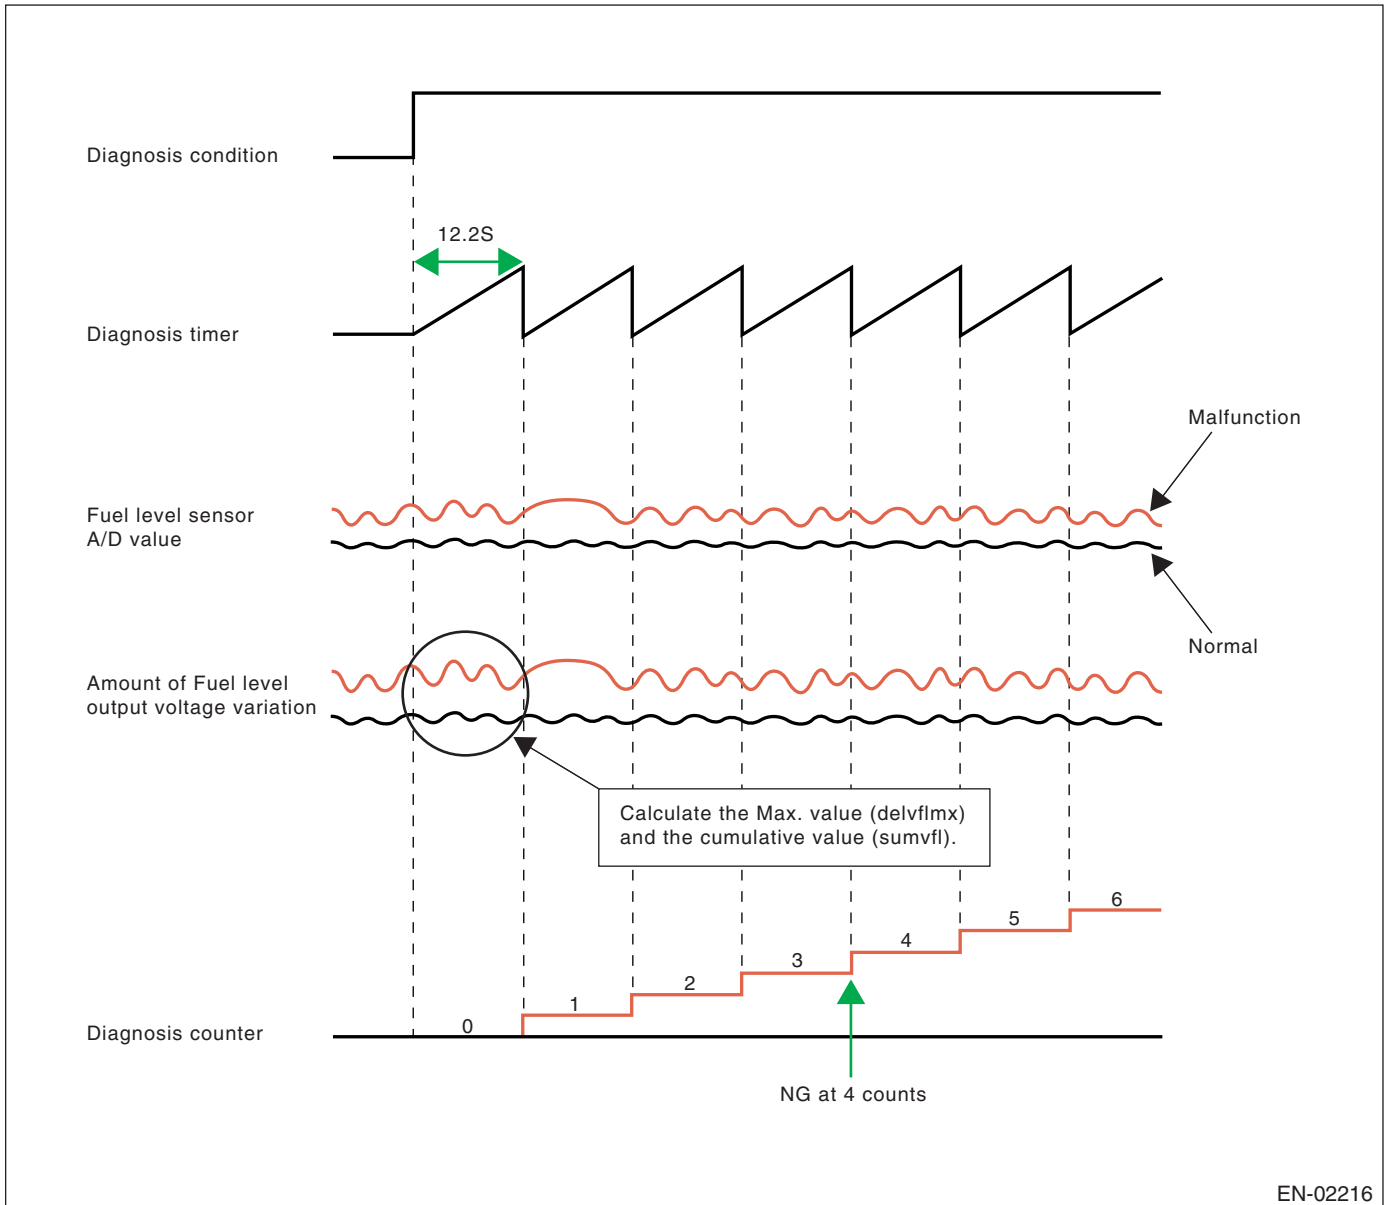 Diagnosis condition
12.2S
Diagnosis timer
Malfunction
Fuel level sensor
A/D value
Normal
Amount of Fuel level
output voltage variation
Calculate the Max. value (delvflmx)
and the cumulative value (sumvfl).
6
5
4
3
2
1
0
Diagnosis counter
NG at 4 counts
EN-02216